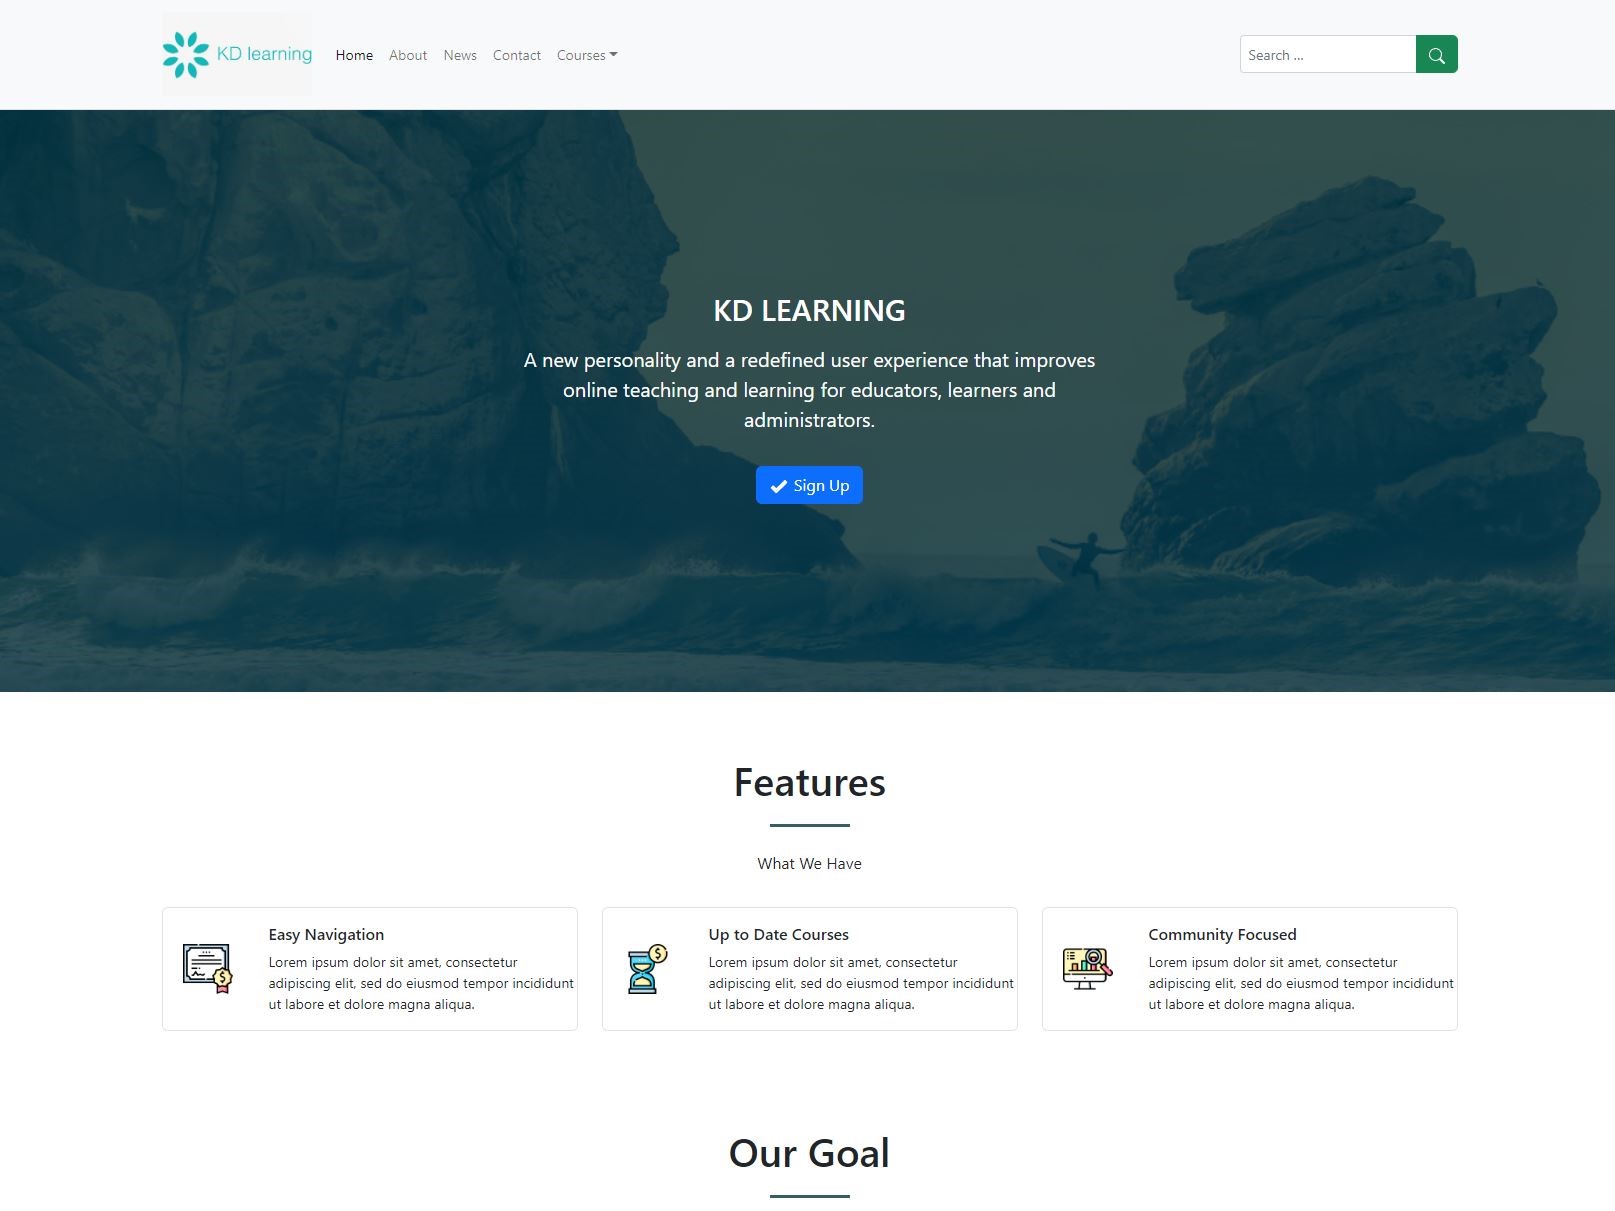 KD learning
Home About News Contact Courses
Search ...
KD LEARNING
A new personality and a redefined user experience that improves
online teaching and learning for educators, learners and
administrators.
Sign Up
Features
What We Have
Easy Navigation
Lorem ipsum dolor sit amet, consectetur
adipiscing elit, sed do eiusmod tempor incididunt
ut labore et dolore magna aliqua.
Up to Date Courses
Lorem ipsum dolor sit amet, consectetur
adipiscing elit, sed do eiusmod tempor incididunt
ut labore et dolore magna aliqua.
Community Focused
Lorem ipsum dolor sit amet, consectetur
adipiscing elit, sed do eiusmod tempor incididunt
ut labore et dolore magna aliqua.
Our Goal